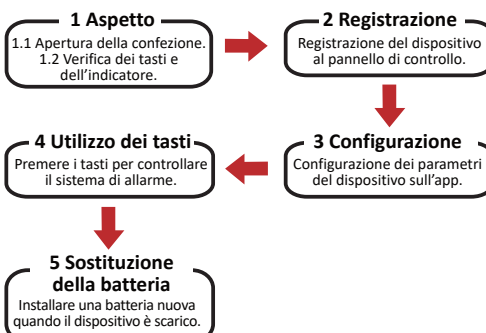 1 Aspetto
1.1 Apertura della confezione.
1.2 Verifica dei tasti e
dell'indicatore.
2 Registrazione
Registrazione del dispositivo
al pannello di controllo.
3 Configurazione
Configurazione dei parametri
del dispositivo sull'app.
4 Utilizzo dei tasti
Premere i tasti per controllare
il sistema di allarme.
5 Sostituzione
della batteria
Installare una batteria nuova
quando il dispositivo è scarico.